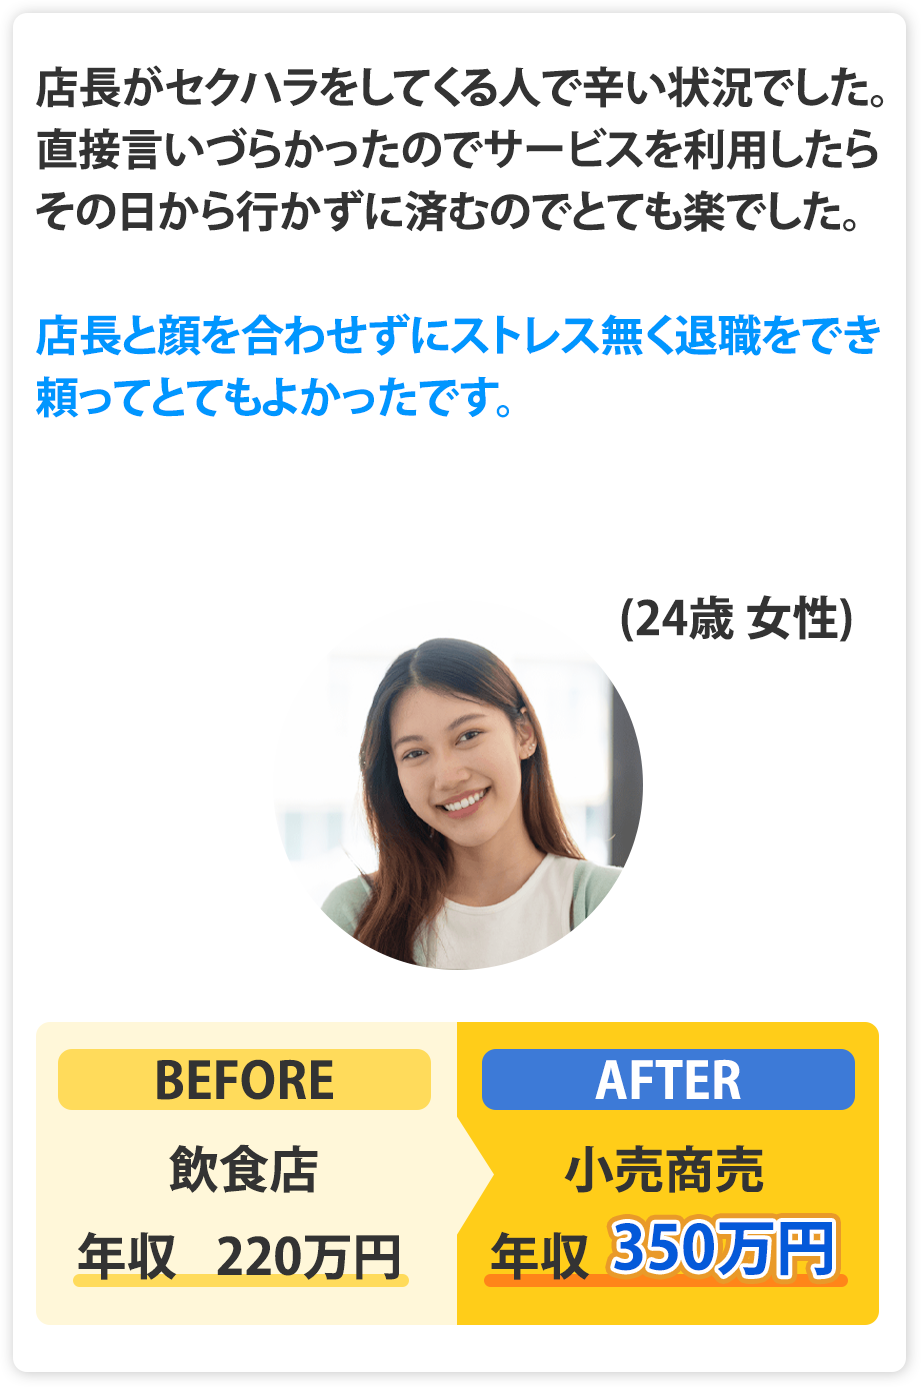 店長がセクハラをしてくる人で辛い状況でした。
直接言いづらかったのでサービスを利用したら
その日から行かずに済むのでとても楽でした。
店長と顔を合わせずにストレス無く退職をでき
頼ってとてもよかったです。
(24歳 女性)
BEFORE
飲食店
年収 220万円
AFTER
小売商売
年収 350万円